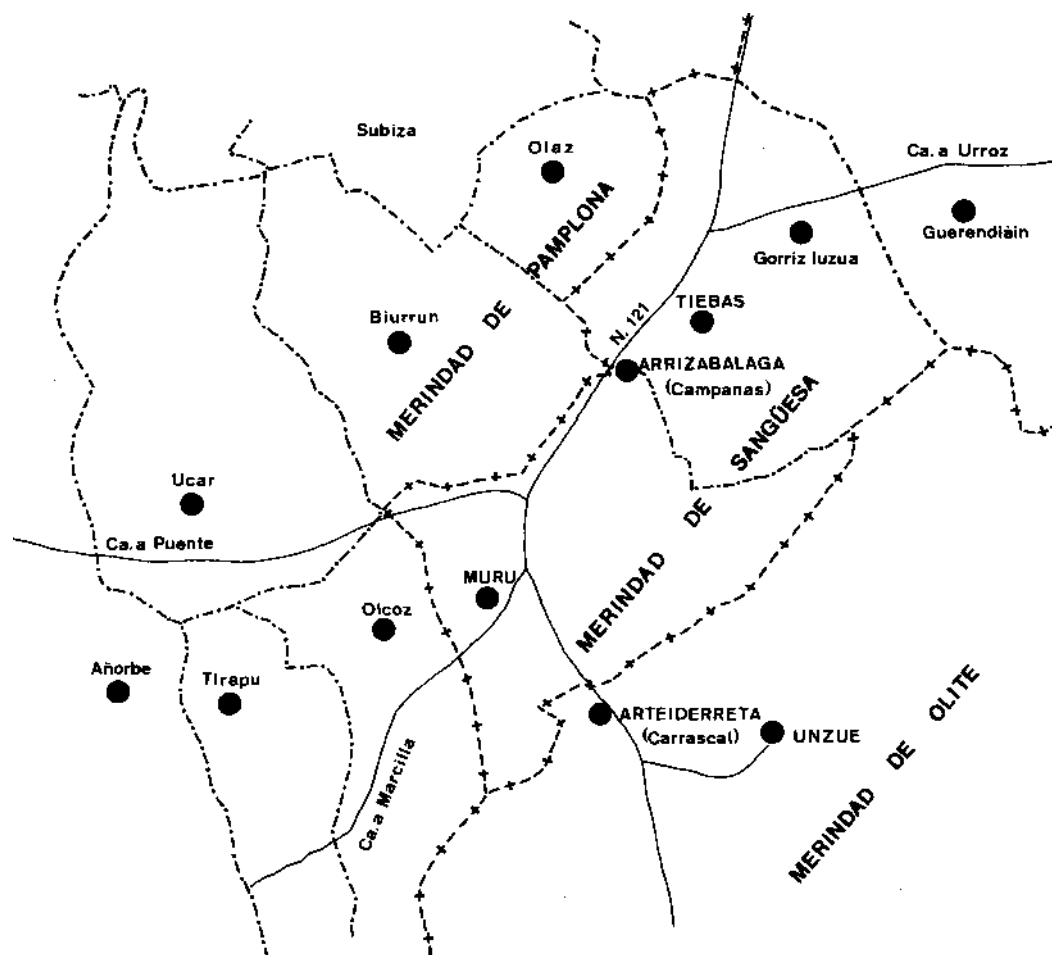 Subiza
Olaz
Ca. a Urroz
Guerendiáin
Gorriz luzua
MERINDAD DE PAMPLONA
TIEBAS
N. 121
Biurrun
ARRIZABALAGA
(Campanas)
MERINDAD DE SANGÜESA
Ucar
Ca. a Puente
MURU
Olcoz
Añorbe
Tirapu
ARTEIDERRETA
(Carrascal)
UNZUE
Ca. a Marcilla
MERINDAD DE OLITE